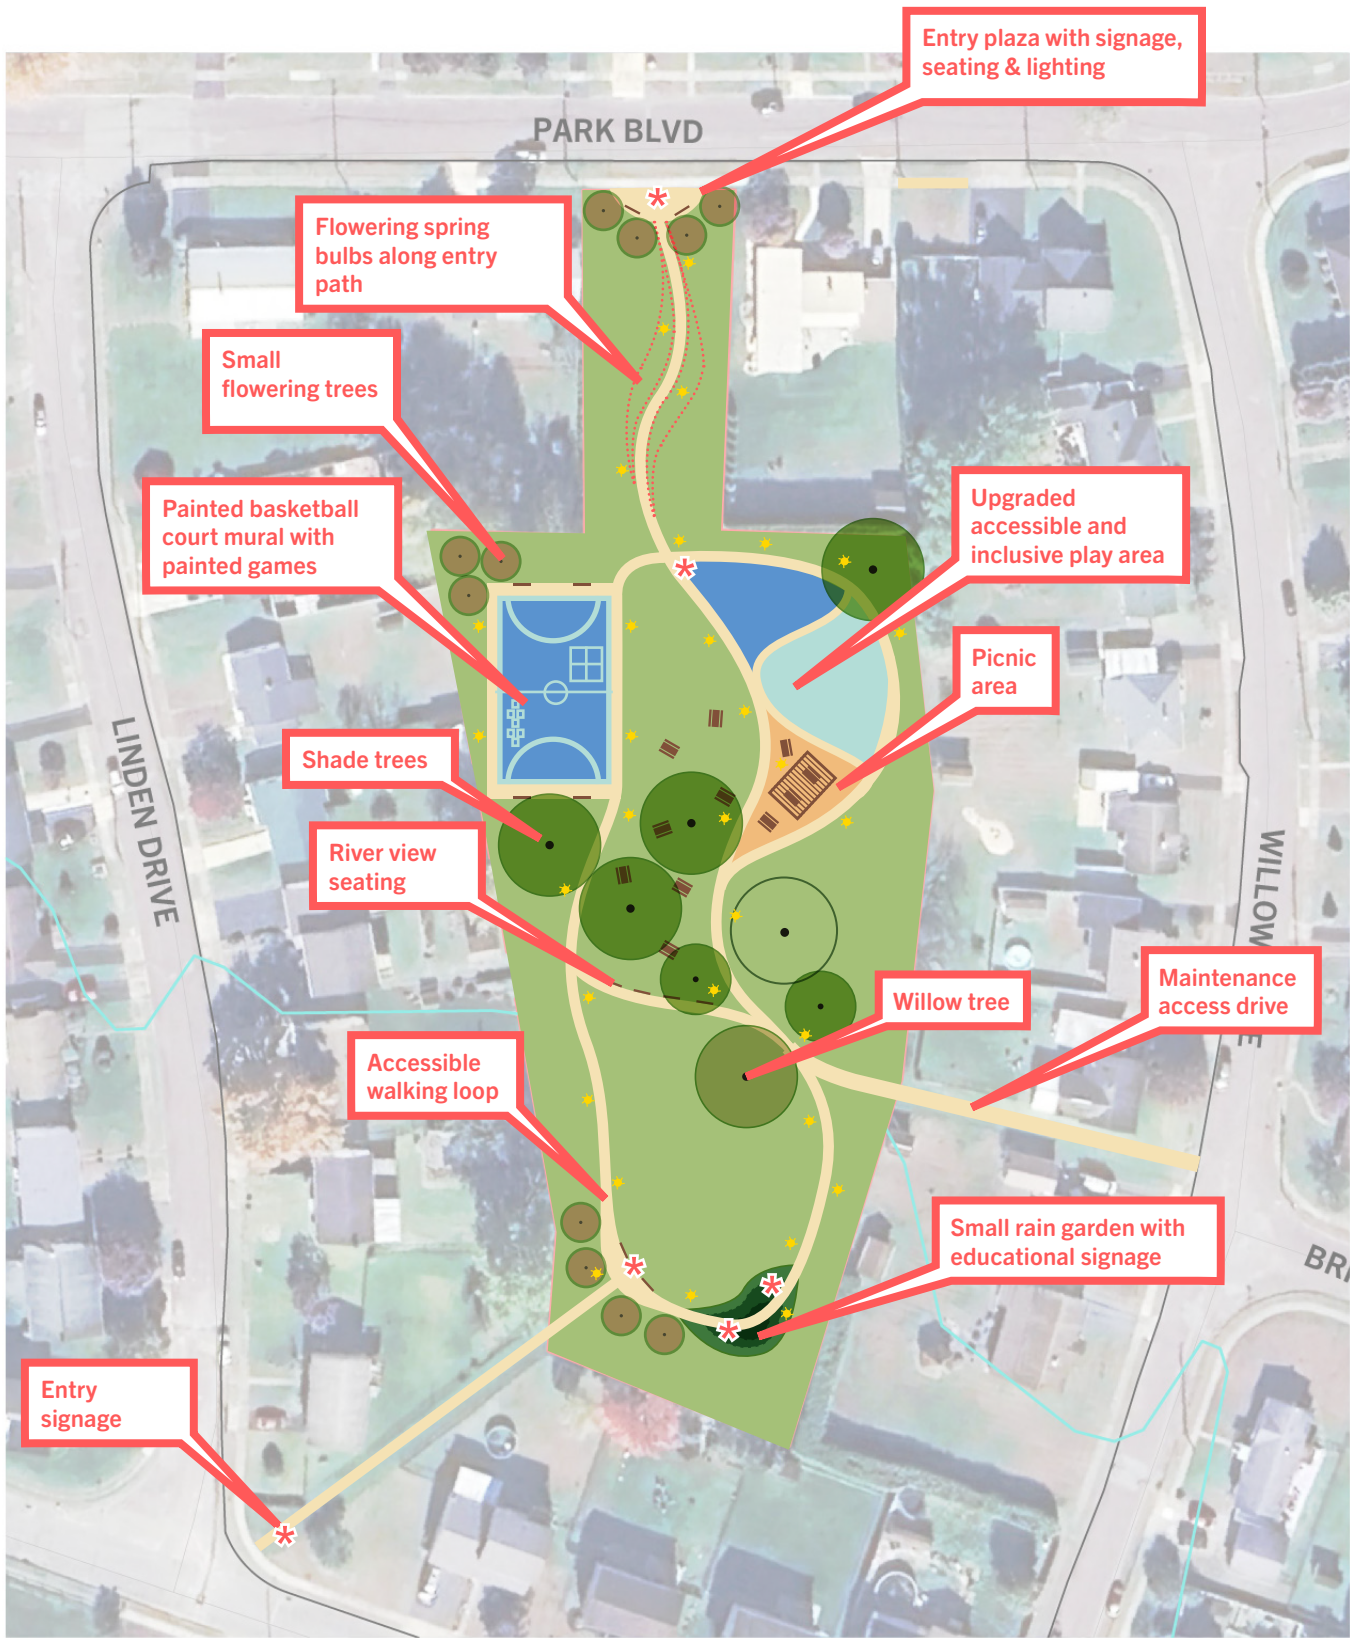 Entry plaza with signage,
seating & lighting
PARK BLVD
Flowering spring
bulbs along entry
path
Small
flowering trees
Painted basketball
court mural with
painted games
Upgraded
accessible and
inclusive play area
Picnic
area
LINDEN DRIVE
Shade trees
River view
seating
WILLOW
Maintenance
access drive
Willow tree
Accessible
walking loop
Small rain garden with
educational signage
BRI
Entry
signage